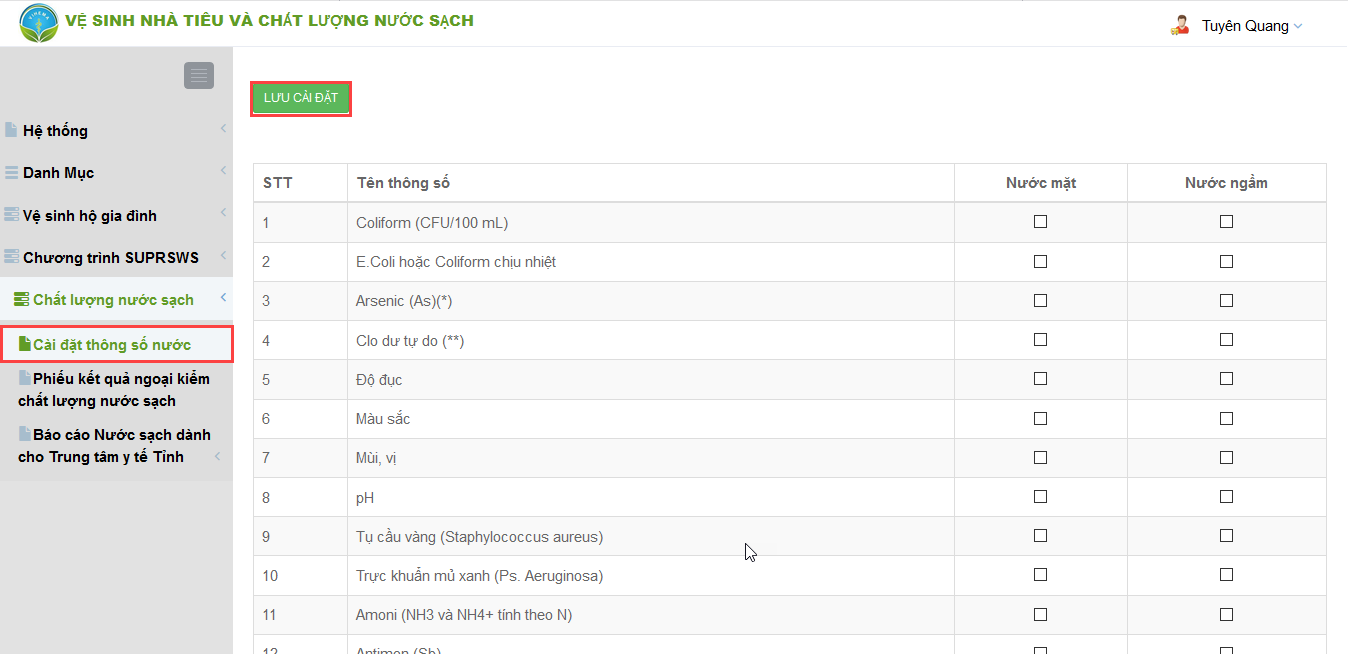 VỆ SINH NHÀ TIÊU VÀ CHẤT LƯỢNG NƯỚC SẠCH
Tuyên Quang
LƯU CÀI ĐẶT
Hệ thống
Danh Mục
Vệ sinh hộ gia đình
Chương trình SUPRSWS
Chất lượng nước sạch
Cài đặt thông số nước
Phiếu kết quả ngoại kiểm
chất lượng nước sạch
Báo cáo Nước sạch dành
cho Trung tâm y tế Tỉnh
STT Tên thông số Nước mặt Nước ngầm
1 Coliform (CFU/100 mL)
2 E.Coli hoặc Coliform chịu nhiệt
3 Arsenic (As)(*)
4 Clo dư tự do (**)
5 Độ đục
6 Màu sắc
7 Mùi, vị
8 pH
9 Tụ cầu vàng (Staphylococcus aureus)
10 Trực khuẩn mủ xanh (Ps. Aeruginosa)
11 Amoni (NH3 và NH4+ tính theo N)
12 Antimon (Sb)